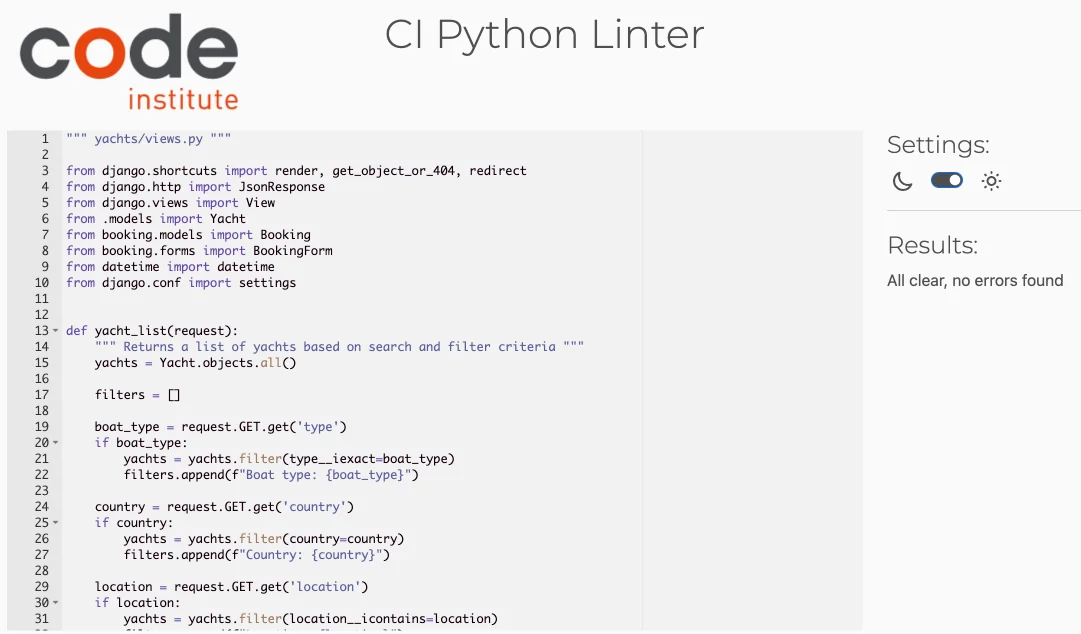 code
institute
CI Python Linter
1 """ yachts/views.py """
2
3 from django.shortcuts import render, get_object_or_404, redirect
4 from django.http import JsonResponse
5 from django.views import View
6 from .models import Yacht
7 from booking.models import Booking
8 from booking.forms import BookingForm
9 from datetime import datetime
10 from django.conf import settings
11
12
13 def yacht_list(request):
14     """ Returns a list of yachts based on search and filter criteria """
15     yachts = Yacht.objects.all()
16
17     filters = []
18
19     boat_type = request.GET.get('type')
20     if boat_type:
21         yachts = yachts.filter(type__iexact=boat_type)
22         filters.append(f"Boat type: {boat_type}")
23
24     country = request.GET.get('country')
25     if country:
26         yachts = yachts.filter(country=country)
27         filters.append(f"Country: {country}")
28
29     location = request.GET.get('location')
30     if location:
31         yachts = yachts.filter(location__icontains=location)
Settings:
Results:
All clear, no errors found